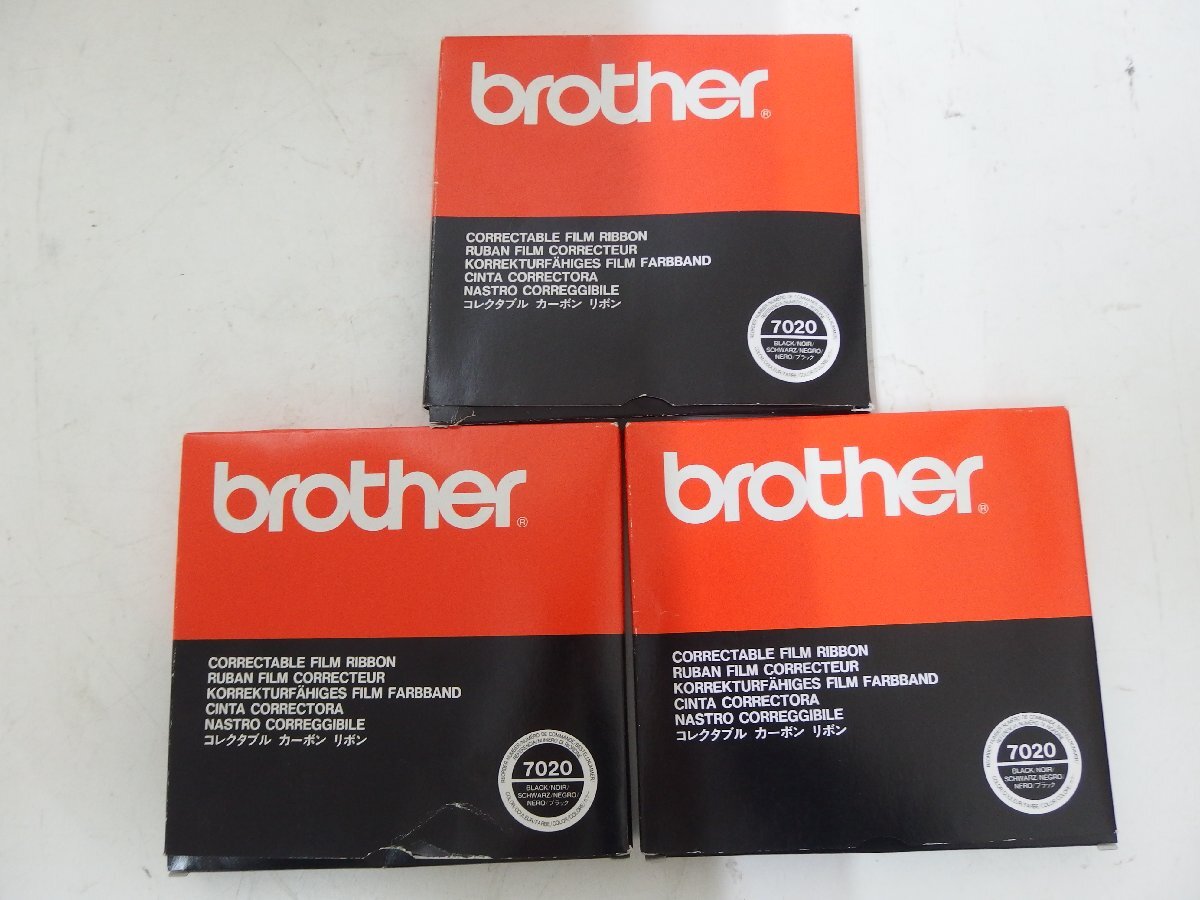 brother®
CORRECTABLE FILM RIBBON
RUBAN FILM CORRECTEUR
KORREKTURFÄHIGES FILM FARBBAND
CINTA CORRECTORA
NASTRO CORREGGIBILE
コレクタブル カーボン リボン
7020
BLACK/NOIR/
SCHWARZ/NEGRO/
NERO/ブラック
brother®
CORRECTABLE FILM RIBBON
RUBAN FILM CORRECTEUR
KORREKTURFÄHIGES FILM FARBBAND
CINTA CORRECTORA
NASTRO CORREGGIBILE
コレクタブル カーボン リボン
7020
BLACK/NOIR/
SCHWARZ/NEGRO/
NERO/ブラック
brother®
CORRECTABLE FILM RIBBON
RUBAN FILM CORRECTEUR
KORREKTURFÄHIGES FILM FARBBAND
CINTA CORRECTORA
NASTRO CORREGGIBILE
コレクタブル カーボン リボン
7020
BLACK/NOIR/
SCHWARZ/NEGRO/
NERO/ブラック